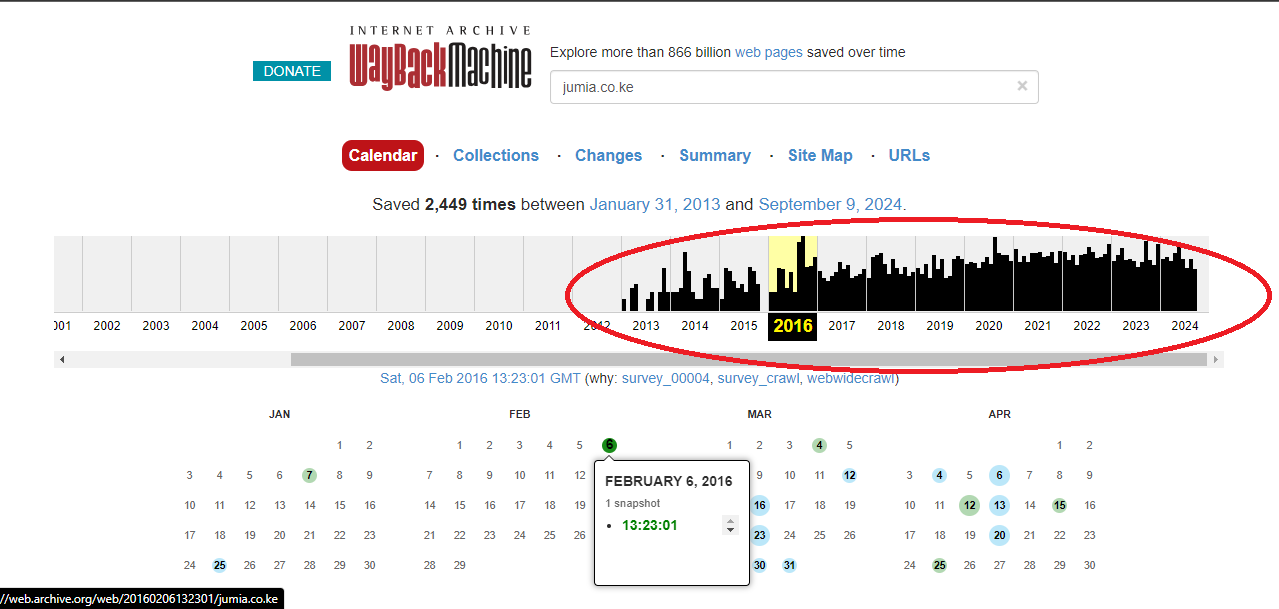 INTERNET ARCHIVE
WayBackMachine
DONATE
Explore more than 866 billion web pages saved over time
jumia.co.ke ×
Calendar · Collections · Changes · Summary · Site Map · URLs
Saved 2,449 times between January 31, 2013 and September 9, 2024.
001 2002 2003 2004 2005 2006 2007 2008 2009 2010 2011 2012 2013 2014 2015 2016 2017 2018 2019 2020 2021 2022 2023 2024
Sat, 06 Feb 2016 13:23:01 GMT (why: survey_00004, survey_crawl, webwidecrawl)
JAN
1 2
3 4 5 6 7 8 9
10 11 12 13 14 15 16
17 18 19 20 21 22 23
24 25 26 27 28 29 30
FEB
1 2 3 4 5 6
7 8 9 10 11 12
14 15 16 17 18 19
21 22 23 24 25 26
28 29
FEBRUARY 6, 2016
1 snapshot
• 13:23:01
MAR
1 2 3 4 5
9 10 11 12
16 17 18 19
23 24 25 26
30 31
APR
1 2
3 4 5 6 7 8 9
10 11 12 13 14 15 16
17 18 19 20 21 22 23
24 25 26 27 28 29 30
//web.archive.org/web/20160206132301/jumia.co.ke